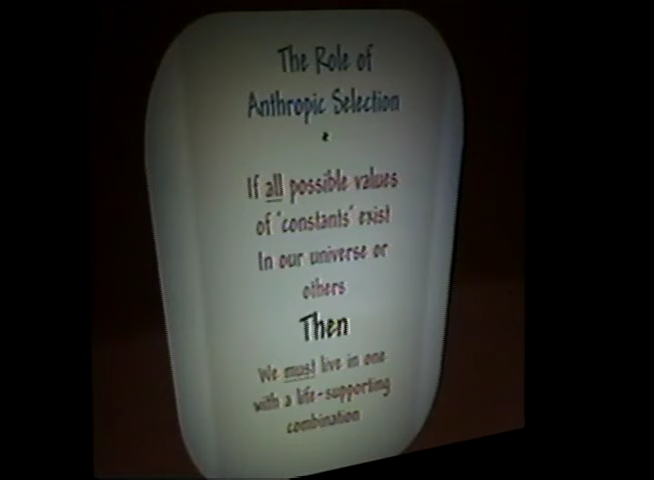 The Role of
Anthropic Selection
•
If all possible values
of "constants" exist
In our universe or
others
Then
We must live in one
with a life-supporting
combination